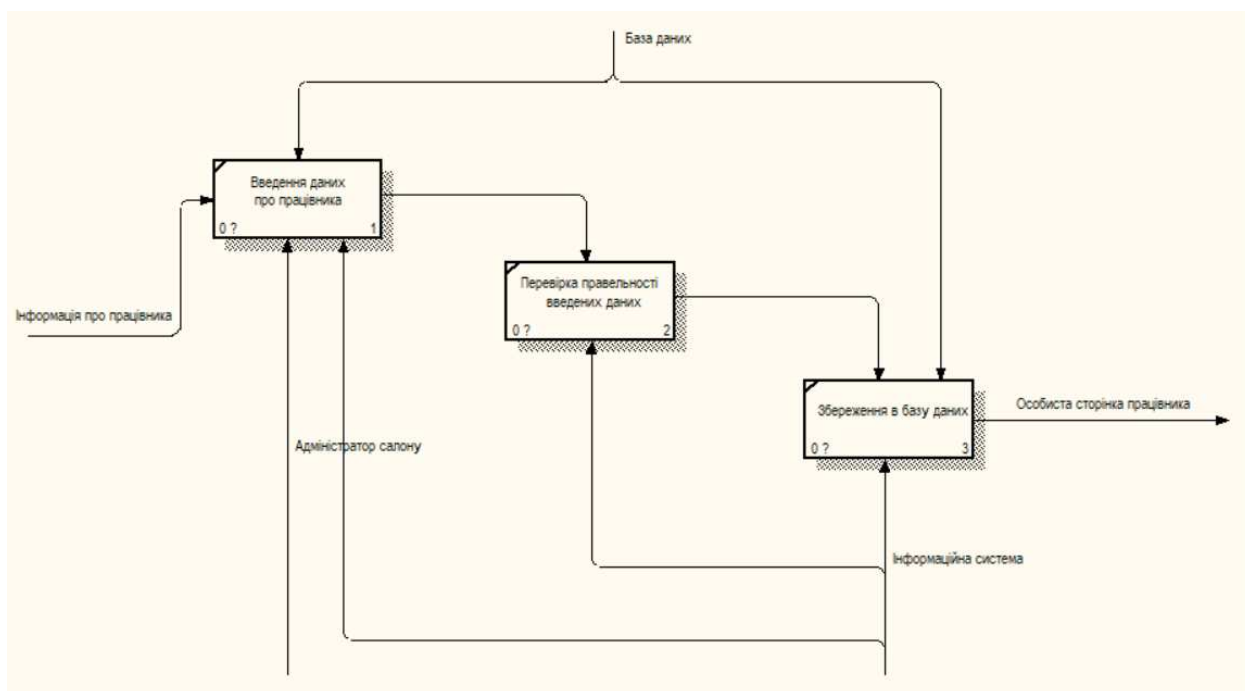 База даних
Введення даних
про працівника
0 ?
1
Перевірка правельності
введених даних
0 ?
2
Інформація про працівника
Збереження в базу даних
0 ?
3
Особиста сторінка працівника
Адміністратор салону
Інформаційна система